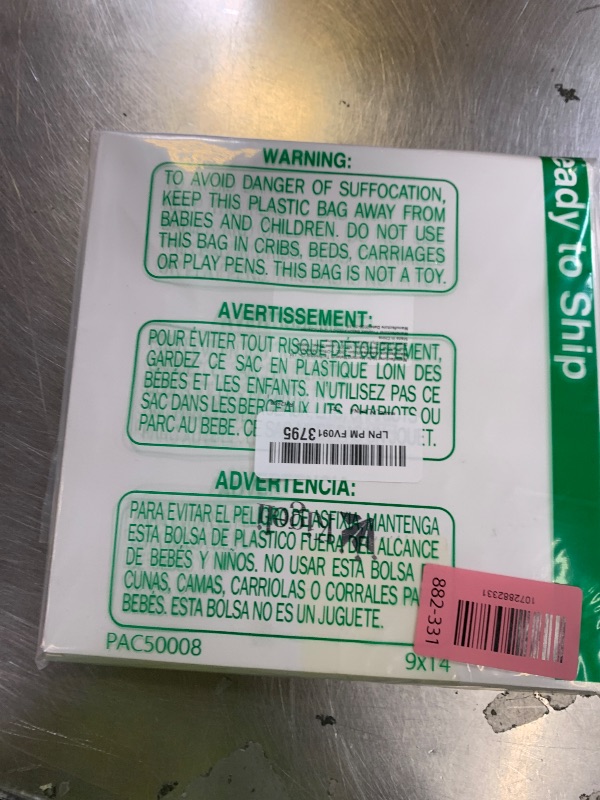 WARNING:
TO AVOID DANGER OF SUFFOCATION,
KEEP THIS PLASTIC BAG AWAY FROM
BABIES AND CHILDREN. DO NOT USE
THIS BAG IN CRIBS, BEDS, CARRIAGES
OR PLAY PENS. THIS BAG IS NOT A TOY.
eady to Ship
AVERTISSEMENT:
POUR ÉVITER TOUT RISQUE D'ÉTOUFFEMENT,
GARDEZ CE SAC EN PLASTIQUE LOIN DES
BÉBÉS ET LES ENFANTS. N'UTILISEZ PAS CE
SAC DANS LES BERCEAUX LITS, CHARIOTS OU
PARC AU BEBE. CE ET.
LPN PM FV0913795
ADVERTENCIA:
PARA EVITAR EL PELIGRO DE ASFIXIA, MANTENGA
ESTA BOLSA DE PLASTICO FUERA DEL ALCANCE
DE BEBÉS Y NIÑOS. NO USAR ESTA BOLSA
CUNAS, CAMAS, CARRIOLAS O CORRALES PA
BEBÉS. ESTA BOLSA NO ES UN JUGUETE.
PAC50008
9x14
882-331
1072882331